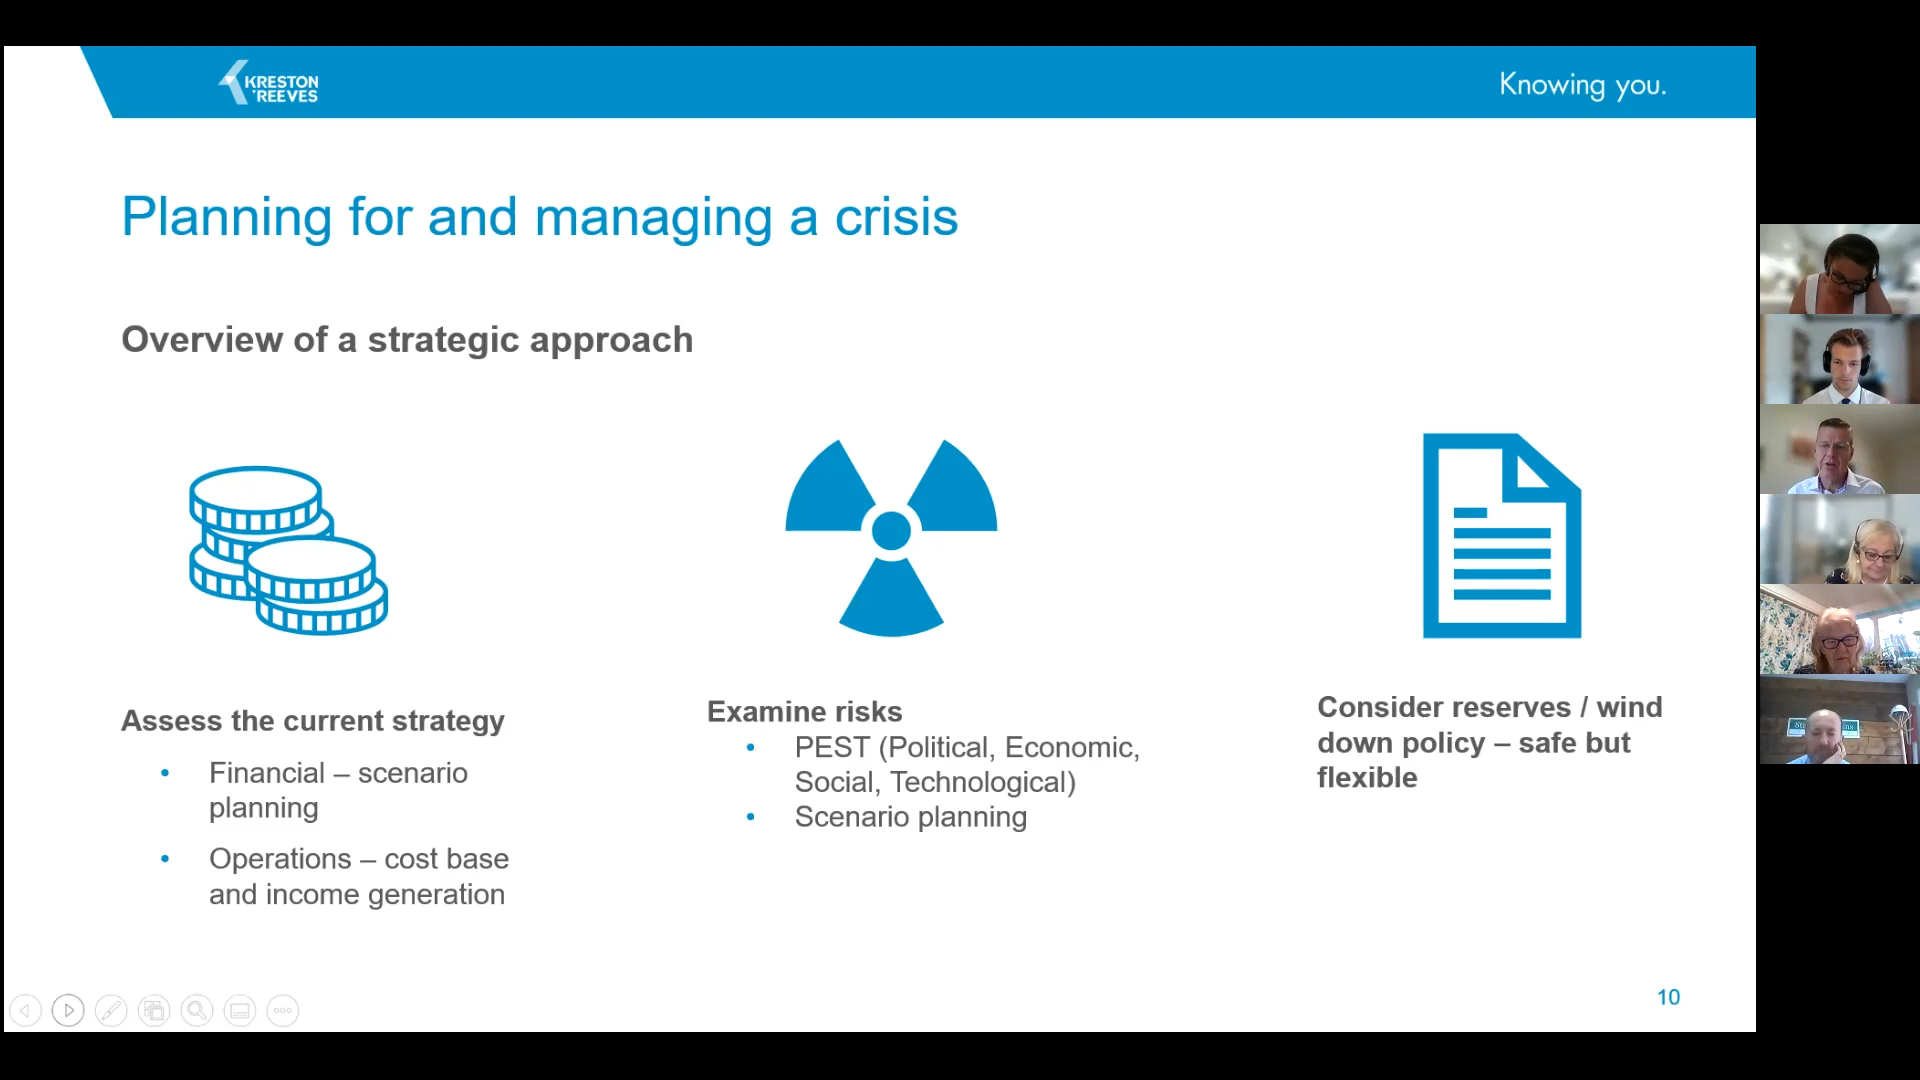 KRESTON
REEVES
Knowing you.
Planning for and managing a crisis
Overview of a strategic approach
Assess the current strategy
• Financial – scenario
planning
• Operations – cost base
and income generation
Examine risks
• PEST (Political, Economic,
Social, Technological)
• Scenario planning
Consider reserves / wind
down policy – safe but
flexible
10